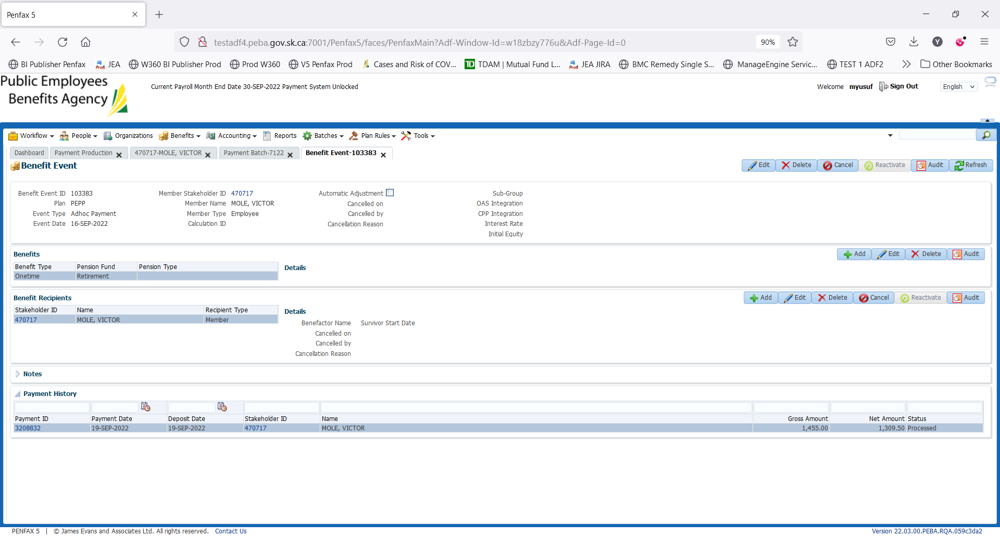 Penfax 5
testadf4.peba.gov.sk.ca:7001/Penfax5/faces/PenfaxMain?Adf-Window-Id=w18zbzy776u&Adf-Page-Id=0 90% Y
BI Publisher Penfax JEA W360 BI Publisher Prod Prod W360 V5 Penfax Prod Cases and Risk of COV... TDAM | Mutual Fund L... JEA JIRA BMC Remedy Single S... ManageEngine Servic... TEST 1 ADF2 Other Bookmarks
Public Employees
Benefits Agency
Current Payroll Month End Date 30-SEP-2022 Payment System Unlocked
Welcome myusuf Sign Out English
Workflow People Organizations Benefits Accounting Reports Batches Plan Rules Tools
Dashboard Payment Production 470717-MOLE, VICTOR Payment Batch-7122 Benefit Event-103383
Benefit Event Edit Delete Cancel Reactivate Audit Refresh
Benefit Event ID 103383 Member Stakeholder ID 470717 Automatic Adjustment Sub-Group
Plan PEPP Member Name MOLE, VICTOR Cancelled on OAS Integration
Event Type Adhoc Payment Member Type Employee Cancelled by CPP Integration
Event Date 16-SEP-2022 Calculation ID Cancellation Reason Interest Rate
Initial Equity
Benefits Add Edit Delete Audit
Benefit Type Pension Fund Pension Type Details
Onetime Retirement
Benefit Recipients Add Edit Delete Cancel Reactivate Audit
Stakeholder ID Name Recipient Type Details
470717 MOLE, VICTOR Member
Benefactor Name Survivor Start Date
Cancelled on
Cancelled by
Cancellation Reason
Notes
Payment History
Payment ID Payment Date Deposit Date Stakeholder ID Name Gross Amount Net Amount Status
3208832 19-SEP-2022 19-SEP-2022 470717 MOLE, VICTOR 1,455.00 1,309.50 Processed
PENFAX 5 | © James Evans and Associates Ltd. All rights reserved. Contact Us Version 22.03.00.PEBA.RQA.059c3da2